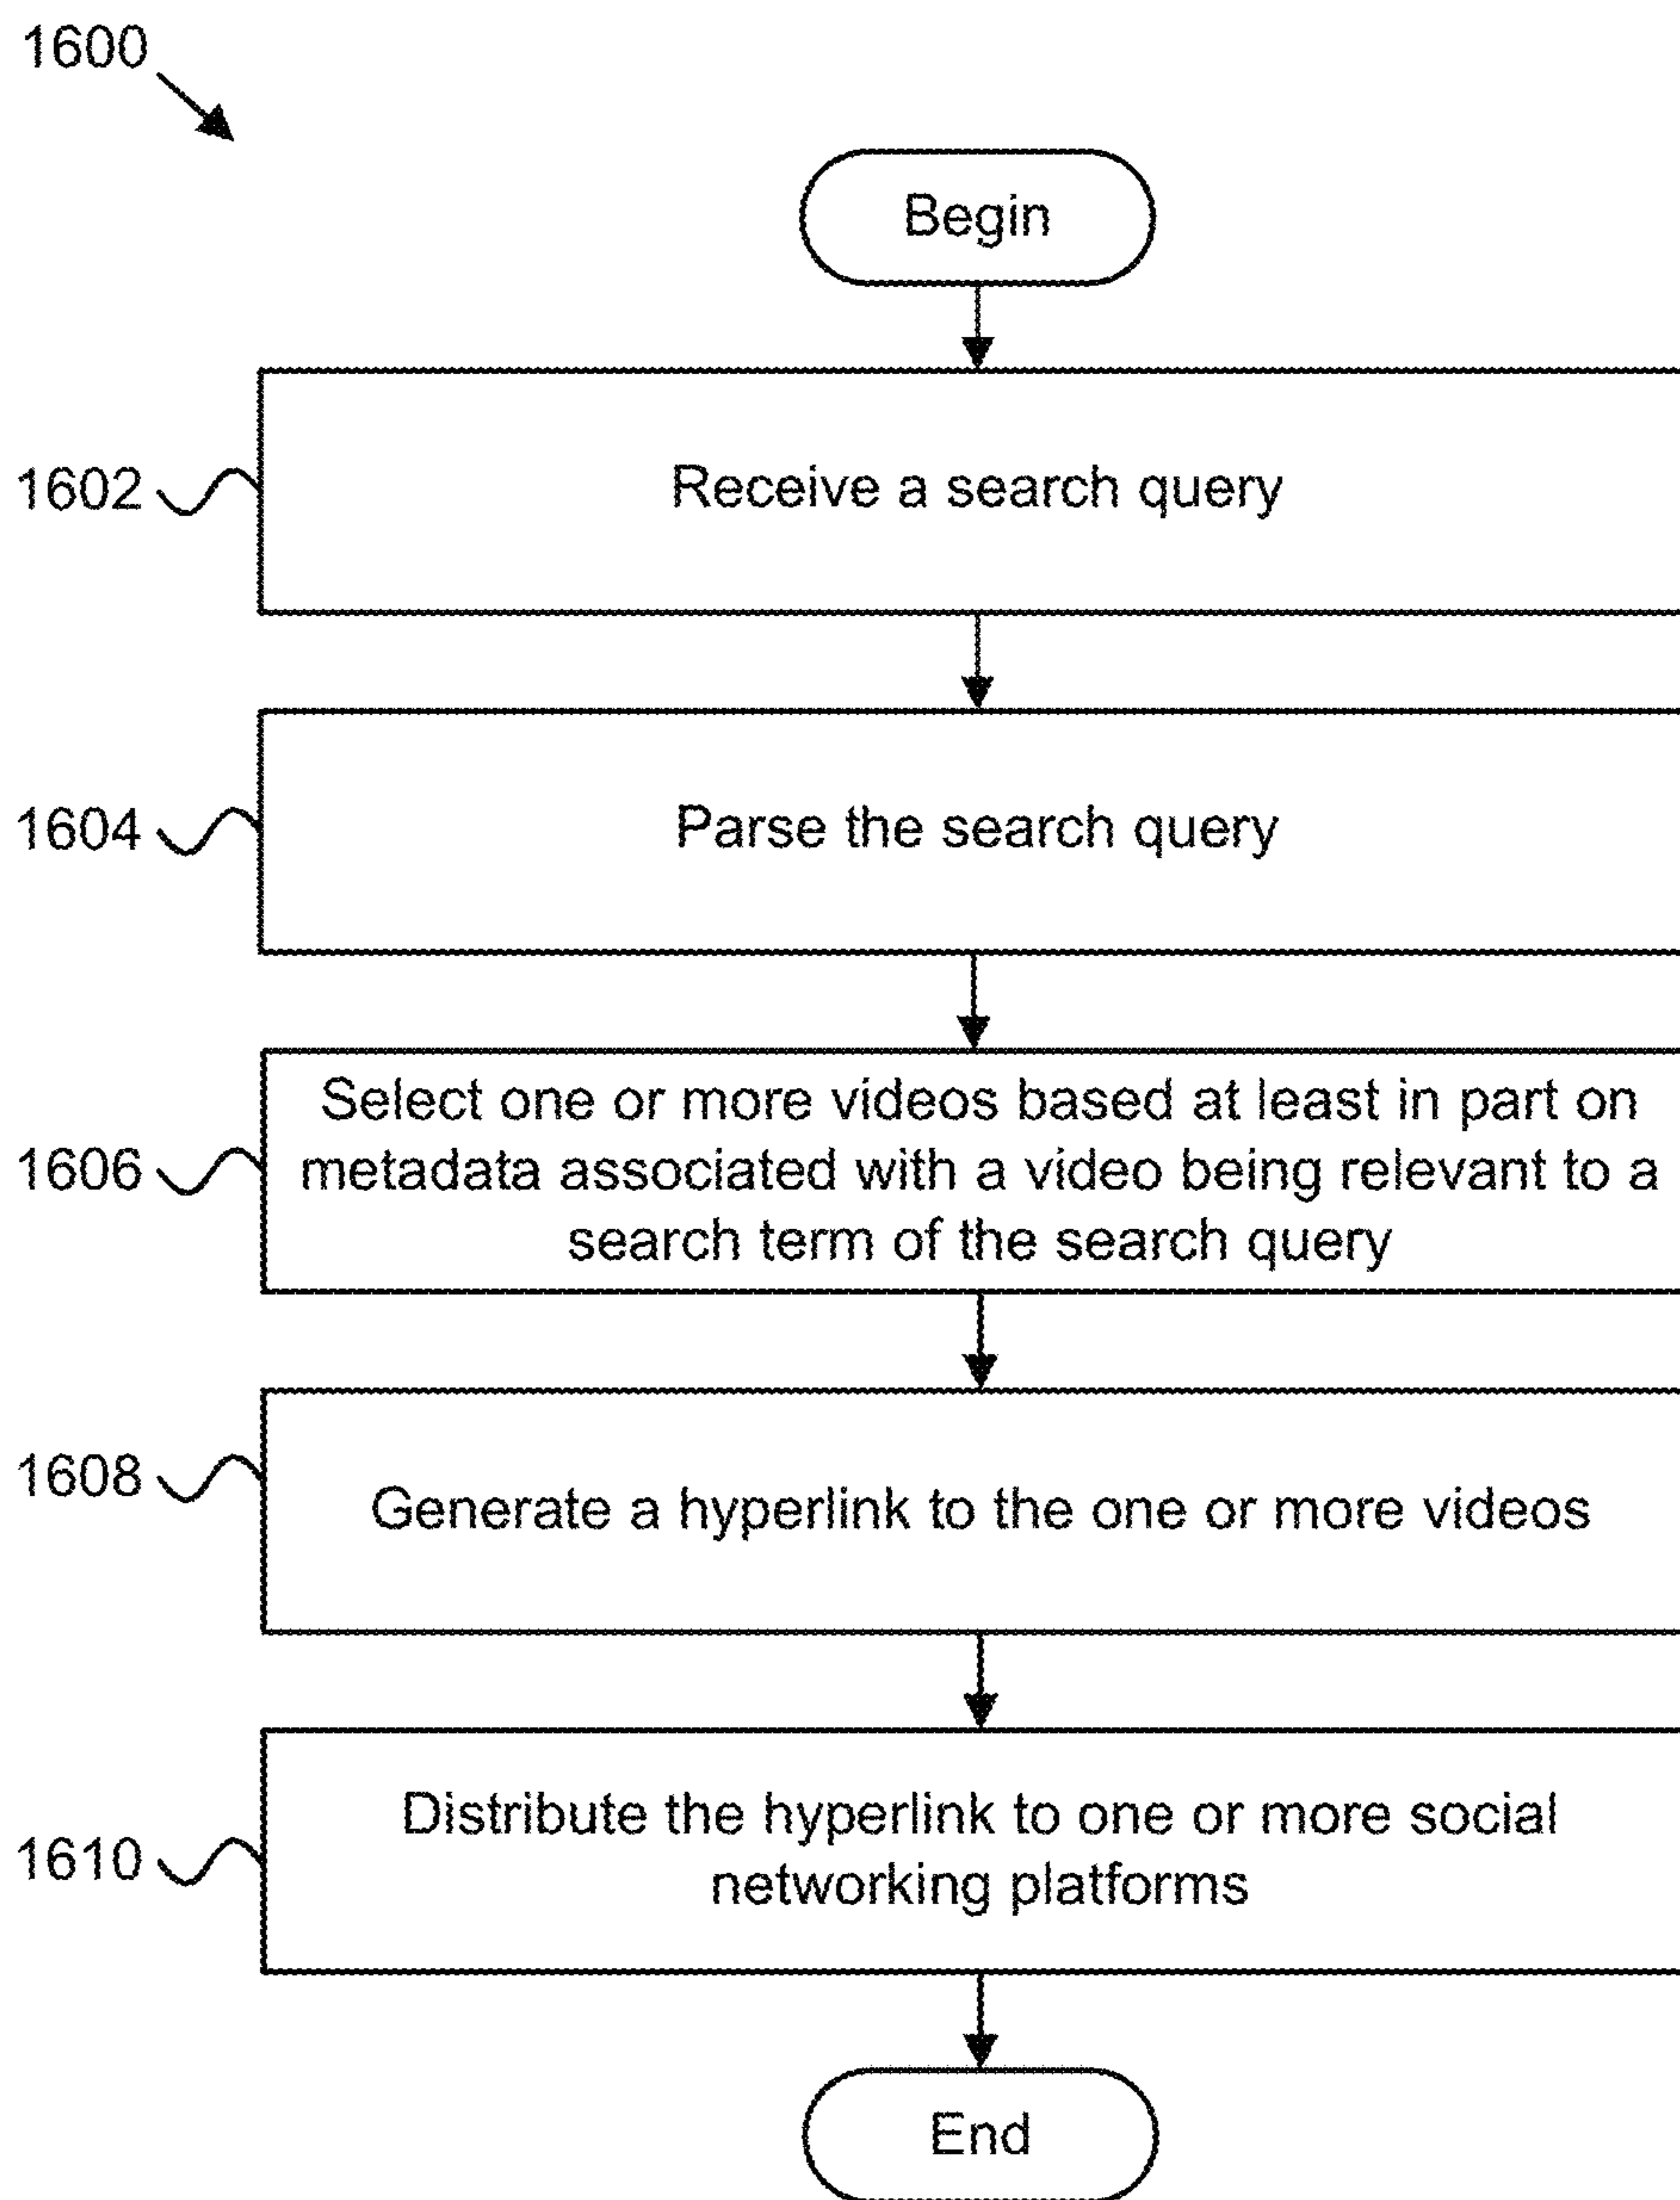 1600
Begin
1602
Receive a search query
1604
Parse the search query
1606
Select one or more videos based at least in part on
metadata associated with a video being relevant to a
search term of the search query
1608
Generate a hyperlink to the one or more videos
1610
Distribute the hyperlink to one or more social
networking platforms
End